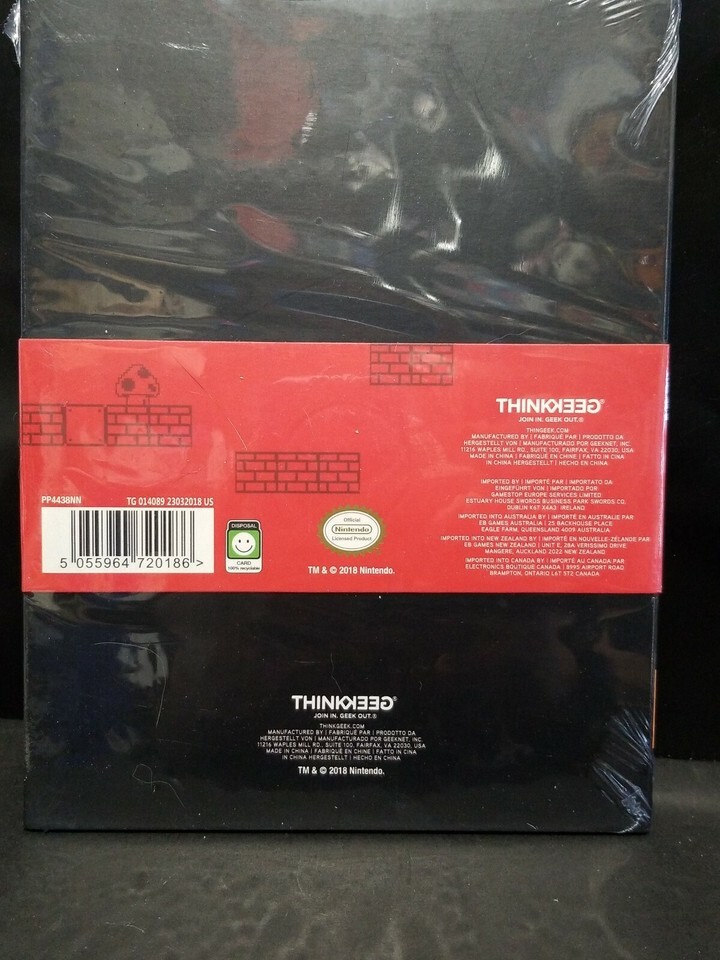 THINKGEEK®
JOIN IN. GEEK OUT.®
THINGEEK.COM
MANUFACTURED BY | FABRIQUÉ PAR | PRODOTTO DA
HERGESTELLT VON | MANUFACTURADO POR GEEKNET, INC.
11216 WAPLES MILL RD., SUITE 100, FAIRFAX, VA 22030, USA
MADE IN CHINA | FABRIQUÉ EN CHINE | FATTO IN CINA
IN CHINA HERGESTELLT | HECHO EN CHINA
IMPORTED BY | IMPORTÉ PAR | IMPORTATO DA
EINGEFÜHRT VON | IMPORTADO POR
GAMESTOP EUROPE SERVICES LIMITED
ESTUARY HOUSE SWORDS BUSINESS PARK SWORDS CO.
DUBLIN K67 X4A3 IRELAND
IMPORTED INTO AUSTRALIA BY | IMPORTÉ EN AUSTRALIE PAR
EB GAMES AUSTRALIA | 25 BACKHOUSE PLACE
EAGLE FARM, QUEENSLAND 4009 AUSTRALIA
IMPORTED INTO NEW ZEALAND BY | IMPORTÉ EN NOUVELLE-ZÉLANDE PAR
EB GAMES NEW ZEALAND | UNIT E, 28A VERISSIMO DRIVE
MANGERE, AUCKLAND 2022 NEW ZEALAND
IMPORTED INTO CANADA BY | IMPORTÉ AU CANADA PAR
ELECTRONICS BOUTIQUE CANADA | 8995 AIRPORT ROAD
BRAMPTON, ONTARIO L6T 5T2 CANADA
PP4438NN TG 014089 23032018 US
5 055964 720186 >
DISPOSAL
CARD
100% recyclable
Official
Nintendo
Licensed Product
TM & © 2018 Nintendo.
THINKGEEK®
JOIN IN. GEEK OUT.®
THINKGEEK.COM
MANUFACTURED BY | FABRIQUÉ PAR | PRODOTTO DA
HERGESTELLT VON | MANUFACTURADO POR GEEKNET, INC.
11216 WAPLES MILL RD., SUITE 100, FAIRFAX, VA 22030, USA
MADE IN CHINA | FABRIQUÉ EN CHINE | FATTO IN CINA
IN CHINA HERGESTELLT | HECHO EN CHINA
TM & © 2018 Nintendo.